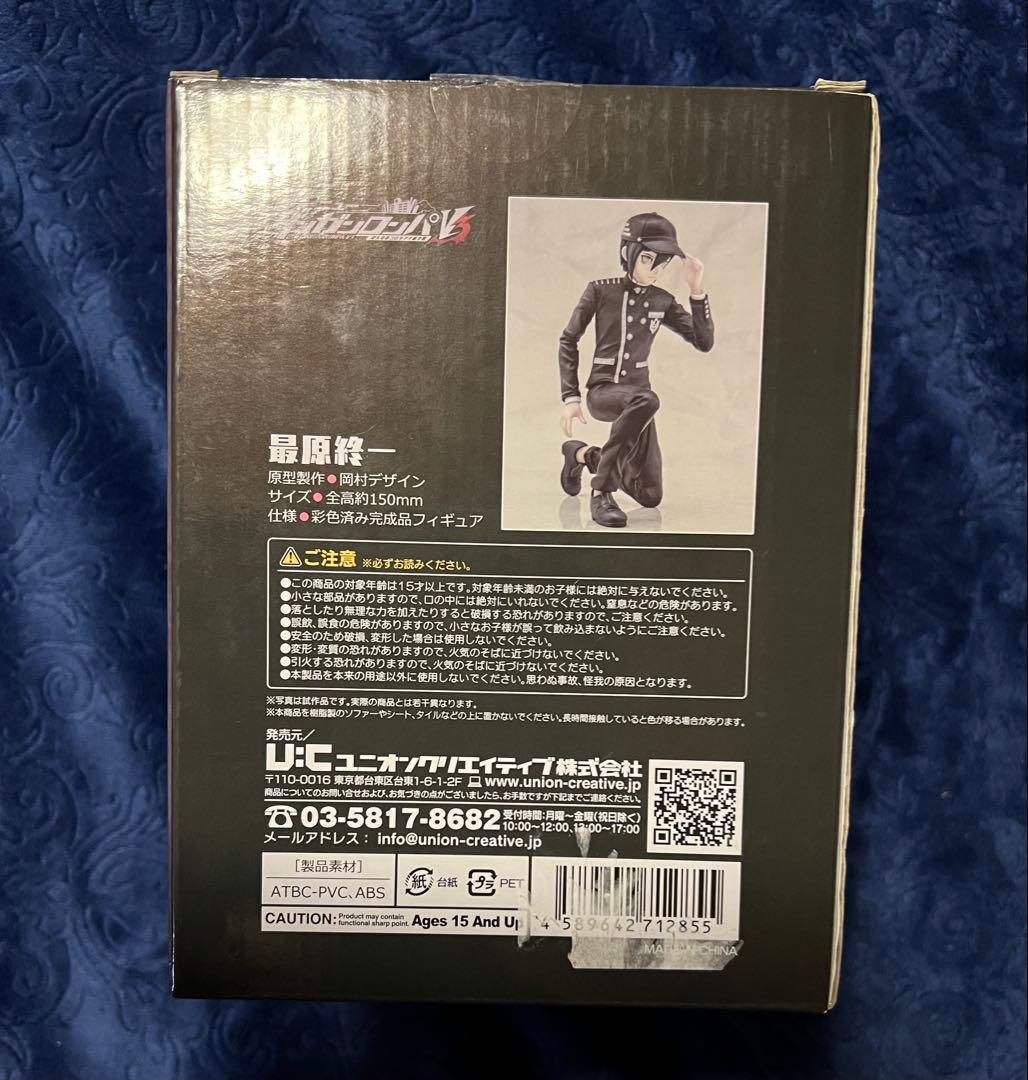 ダンガンロンパV3
最原終一
原型製作●岡村デザイン
サイズ●全高約150mm
仕様●彩色済み完成品フィギュア
ご注意 ※必ずお読みください。
●この商品の対象年齢は15才以上です。対象年齢未満のお子様には絶対に与えないでください。
●小さな部品がありますので、口の中には絶対にいれないでください。窒息などの危険があります。
●落としたり無理な力を加えたりすると破損する恐れがありますので、ご注意ください。
●誤飲、誤食の危険がありますので、小さなお子様が誤って飲み込まないようにご注意ください。
●安全のため破損、変形した場合は使用しないでください。
●変形・変質の恐れがありますので、火気のそばに近づけないでください。
●引火する恐れがありますので、火気のそばに近づけないでください。
●本製品を本来の用途以外に使用しないでください。思わぬ事故、怪我の原因となります。
※写真は試作品です。実際の商品とは若干異なります。
※本商品を樹脂製のソファーやシート、タイルなどの上に置かないでください。長時間接触していると色が移る場合があります。
発売元/
U:C ユニオンクリエイティブ株式会社
〒110-0016 東京都台東区台東1-6-1-2F www.union-creative.jp
商品についてのお問い合せおよび、お気づきの点がございましたら、お手数ですが下記までご連絡ください。
☎03-5817-8682 受付時間:月曜〜金曜(祝日除く)
10:00〜12:00、13:00〜17:00
メールアドレス： info@union-creative.jp
［製品素材］
ATBC-PVC、ABS
紙 台紙 プラ PET
CAUTION: Product may contain functional sharp point. Ages 15 And Up
4 589642 712855
MADE IN CHINA